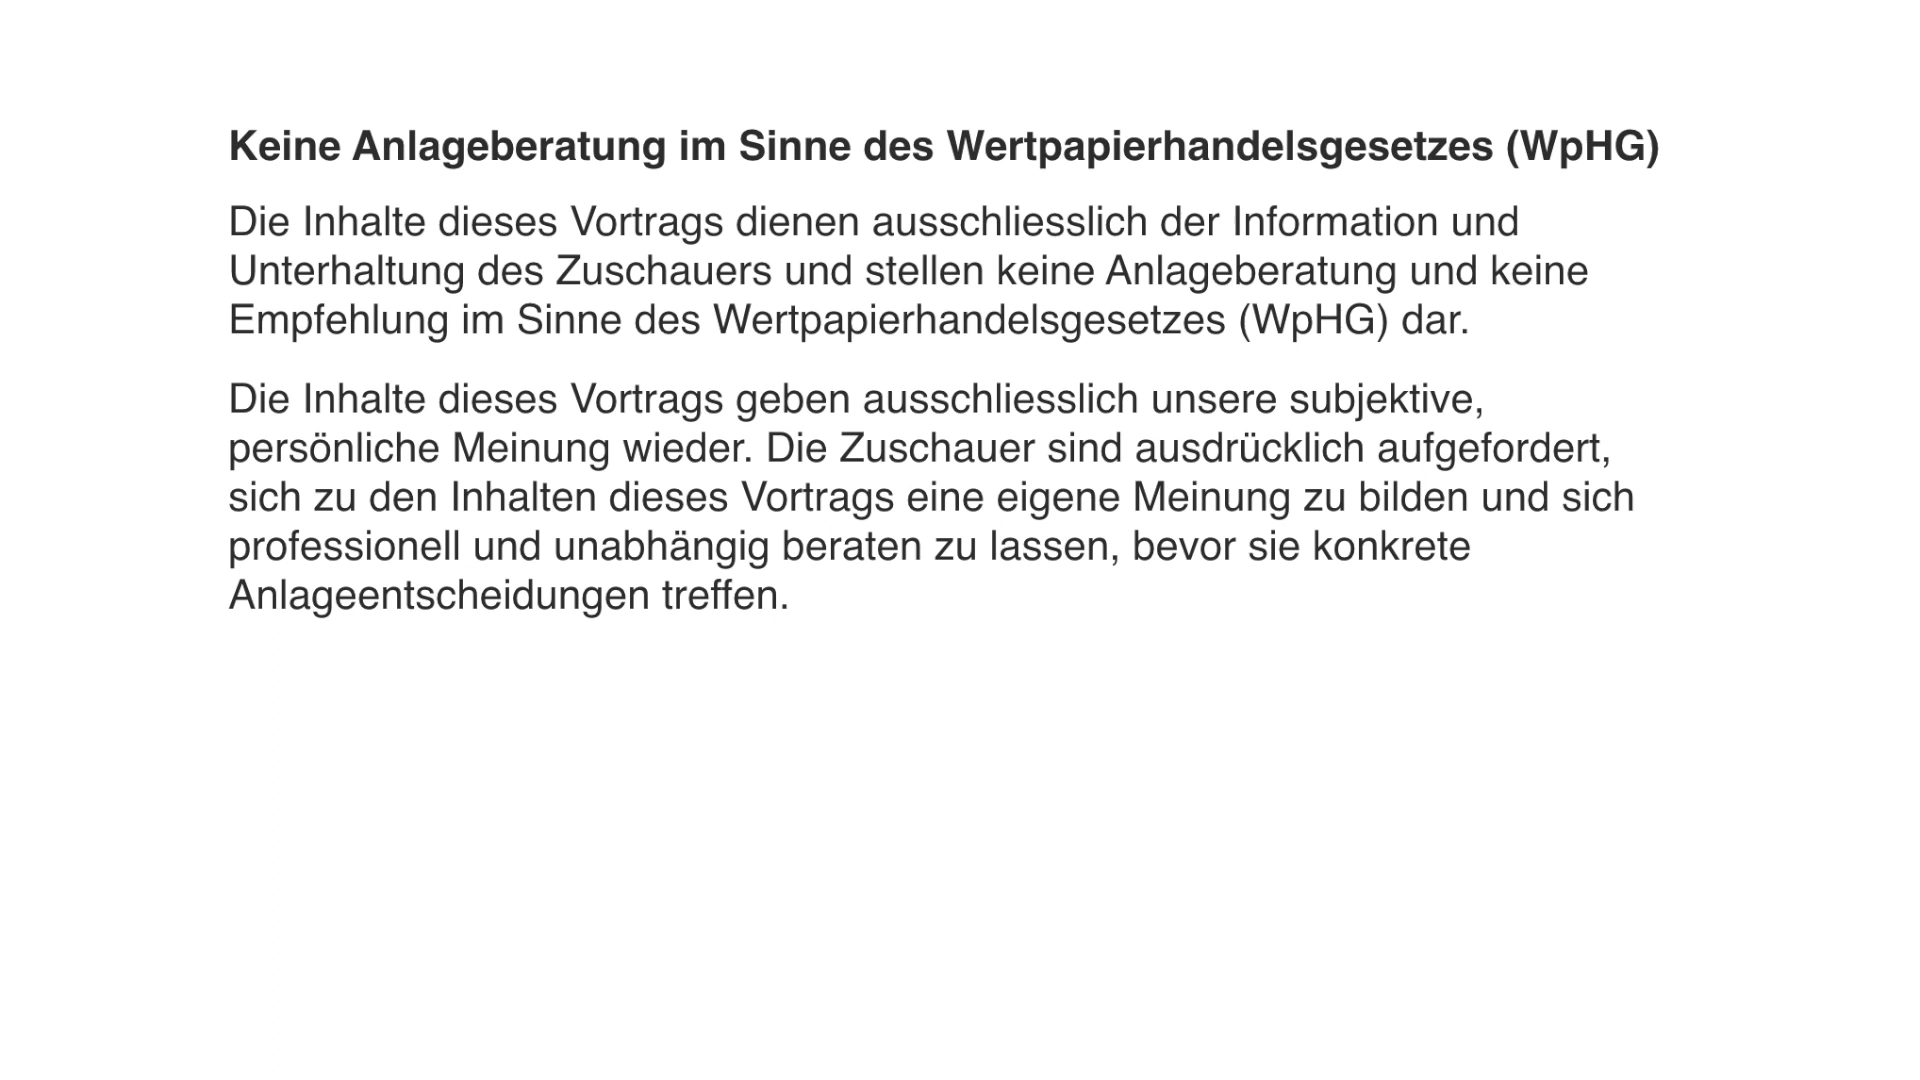 Keine Anlageberatung im Sinne des Wertpapierhandelsgesetzes (WpHG)
Die Inhalte dieses Vortrags dienen ausschliesslich der Information und
Unterhaltung des Zuschauers und stellen keine Anlageberatung und keine
Empfehlung im Sinne des Wertpapierhandelsgesetzes (WpHG) dar.
Die Inhalte dieses Vortrags geben ausschliesslich unsere subjektive,
persönliche Meinung wieder. Die Zuschauer sind ausdrücklich aufgefordert,
sich zu den Inhalten dieses Vortrags eine eigene Meinung zu bilden und sich
professionell und unabhängig beraten zu lassen, bevor sie konkrete
Anlageentscheidungen treffen.